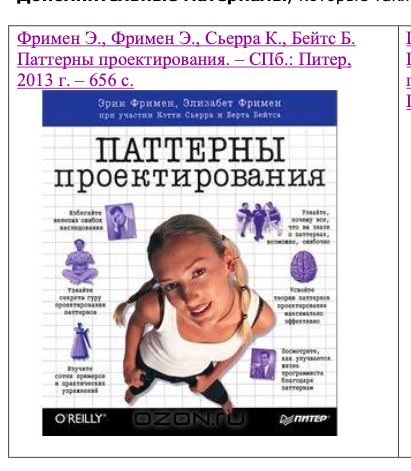 Дополнительные материалы, которые так
Фримен Э., Фримен Э., Сьерра К., Бейтс Б.
Паттерны проектирования. – СПб.: Питер,
2013 г. – 656 с.
Эрик Фримен, Элизабет Фримен
при участии Кэтти Сьерра и Берта Бейтса
ПАТТЕРНЫ
проектирования
Избегайте
нелепых ошибок
наследования
Узнайте,
почему все,
что вы знали
о паттернах,
возможно, ошибочно
Узнайте
секреты гуру
проектирования
паттернов
Усвойте
теорию паттернов
проектирования
максимально
эффективно
Изучите
сотни примеров
и практических
упражнений
Посмотрите,
как улучшается
жизнь
программиста
благодаря
паттернам
O'REILLY®
ozon.ru
ПИТЕР®